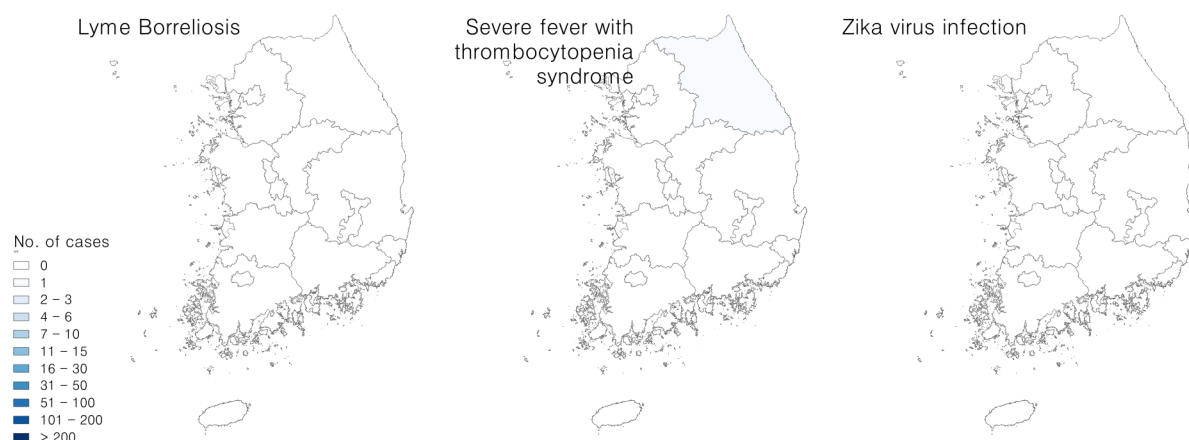 Lyme Borreliosis
Severe fever with
thrombocytopenia
syndrome
Zika virus infection
No. of cases
0
1
2 – 3
4 – 6
7 – 10
11 – 15
16 – 30
31 – 50
51 – 100
101 – 200
> 200